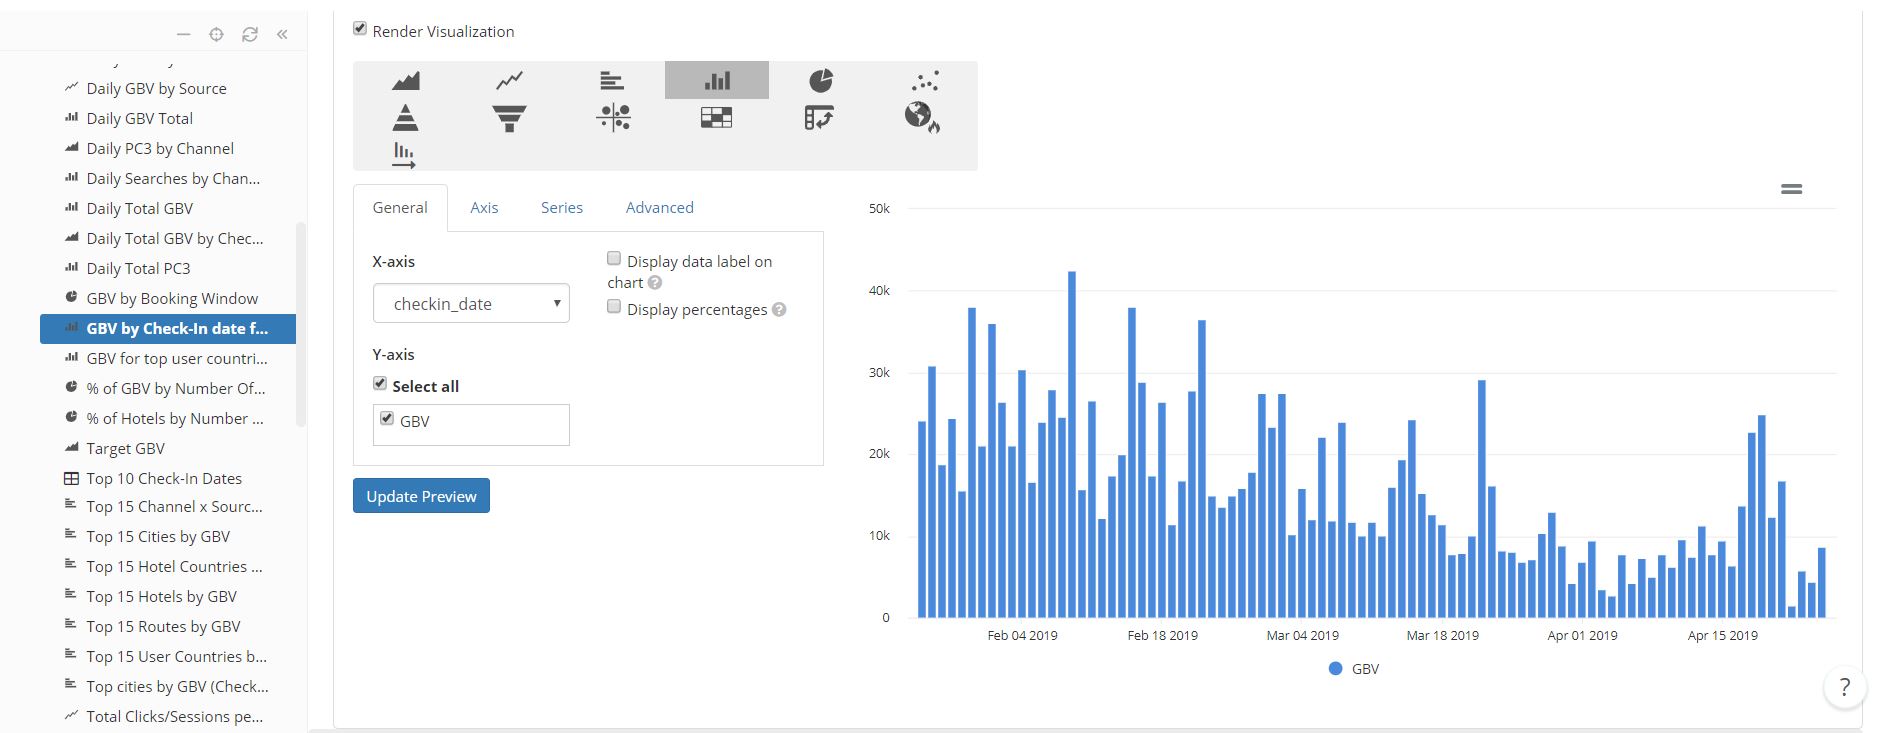 Daily GBV by Source
Daily GBV Total
Daily PC3 by Channel
Daily Searches by Chan...
Daily Total GBV
Daily Total GBV by Chec...
Daily Total PC3
GBV by Booking Window
GBV by Check-In date f...
GBV for top user countri...
% of GBV by Number Of...
% of Hotels by Number ...
Target GBV
Top 10 Check-In Dates
Top 15 Channel x Sourc...
Top 15 Cities by GBV
Top 15 Hotel Countries ...
Top 15 Hotels by GBV
Top 15 Routes by GBV
Top 15 User Countries b...
Top cities by GBV (Check...
Total Clicks/Sessions pe...
Render Visualization
General Axis Series Advanced
X-axis
checkin_date
Display data label on
chart ?
Display percentages ?
Y-axis
Select all
GBV
Update Preview
50k
40k
30k
20k
10k
0
Feb 04 2019 Feb 18 2019 Mar 04 2019 Mar 18 2019 Apr 01 2019 Apr 15 2019
GBV
?